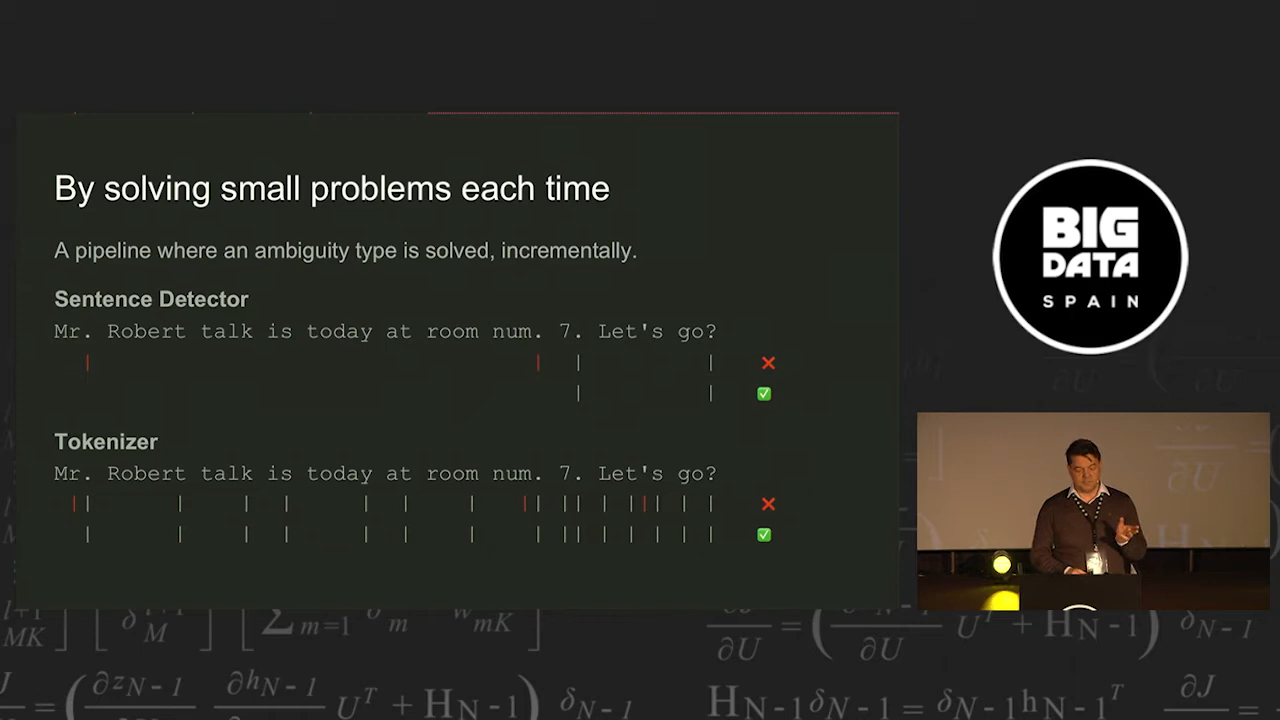 By solving small problems each time
A pipeline where an ambiguity type is solved, incrementally.
Sentence Detector
Mr. Robert talk is today at room num. 7. Let's go?
Tokenizer
Mr. Robert talk is today at room num. 7. Let's go?
BIG
DATA
SPAIN